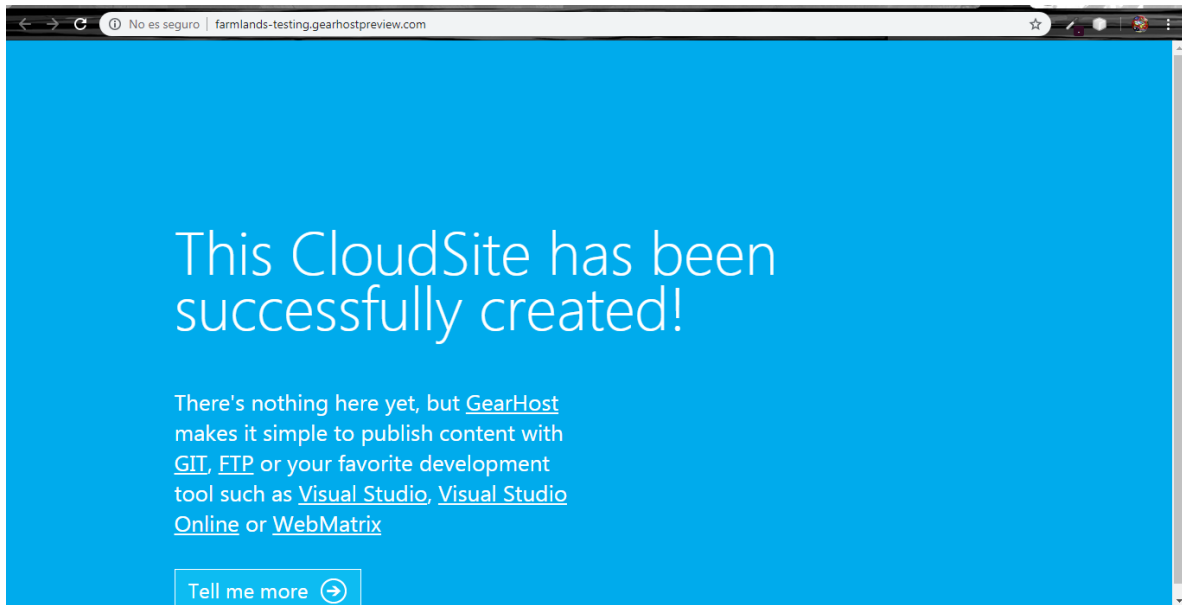 No es seguro | farmlands-testing.gearhostpreview.com
This CloudSite has been
successfully created!
There's nothing here yet, but GearHost
makes it simple to publish content with
GIT, FTP or your favorite development
tool such as Visual Studio, Visual Studio
Online or WebMatrix
Tell me more